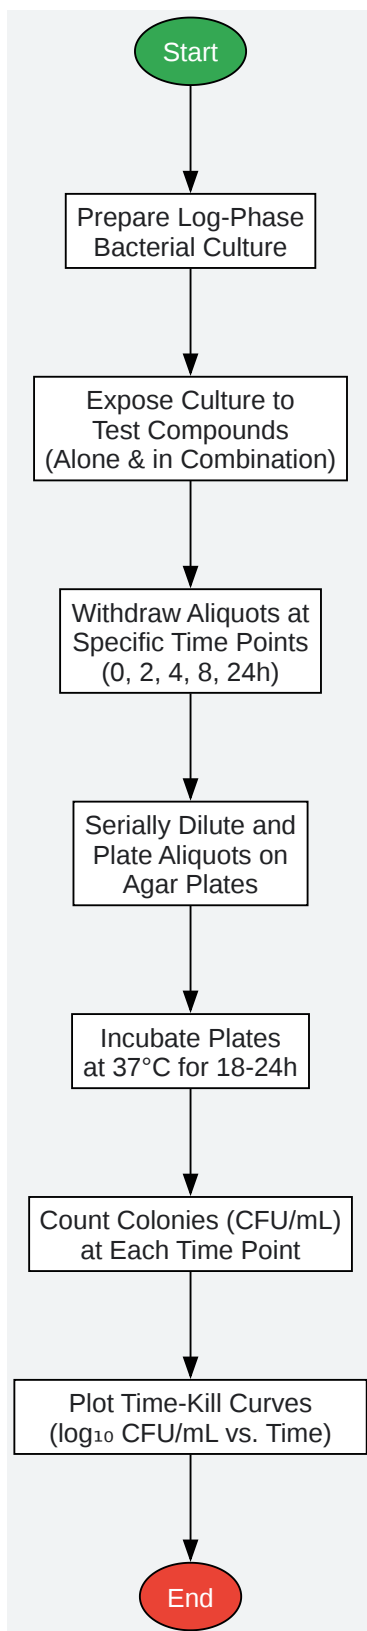 Start
Prepare Log-Phase
Bacterial Culture
Expose Culture to
Test Compounds
(Alone & in Combination)
Withdraw Aliquots at
Specific Time Points
(0, 2, 4, 8, 24h)
Serially Dilute and
Plate Aliquots on
Agar Plates
Incubate Plates
at 37°C for 18-24h
Count Colonies (CFU/mL)
at Each Time Point
Plot Time-Kill Curves
(log₁₀ CFU/mL vs. Time)
End